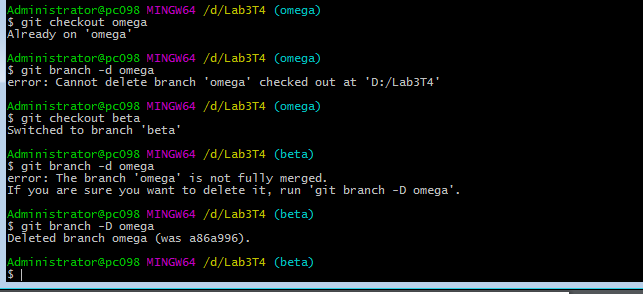 Administrator@pc098 MINGW64 /d/Lab3T4 (omega)
$ git checkout omega
Already on 'omega'
Administrator@pc098 MINGW64 /d/Lab3T4 (omega)
$ git branch -d omega
error: Cannot delete branch 'omega' checked out at 'D:/Lab3T4'
Administrator@pc098 MINGW64 /d/Lab3T4 (omega)
$ git checkout beta
Switched to branch 'beta'
Administrator@pc098 MINGW64 /d/Lab3T4 (beta)
$ git branch -d omega
error: The branch 'omega' is not fully merged.
If you are sure you want to delete it, run 'git branch -D omega'.
Administrator@pc098 MINGW64 /d/Lab3T4 (beta)
$ git branch -D omega
Deleted branch omega (was a86a996).
Administrator@pc098 MINGW64 /d/Lab3T4 (beta)
$